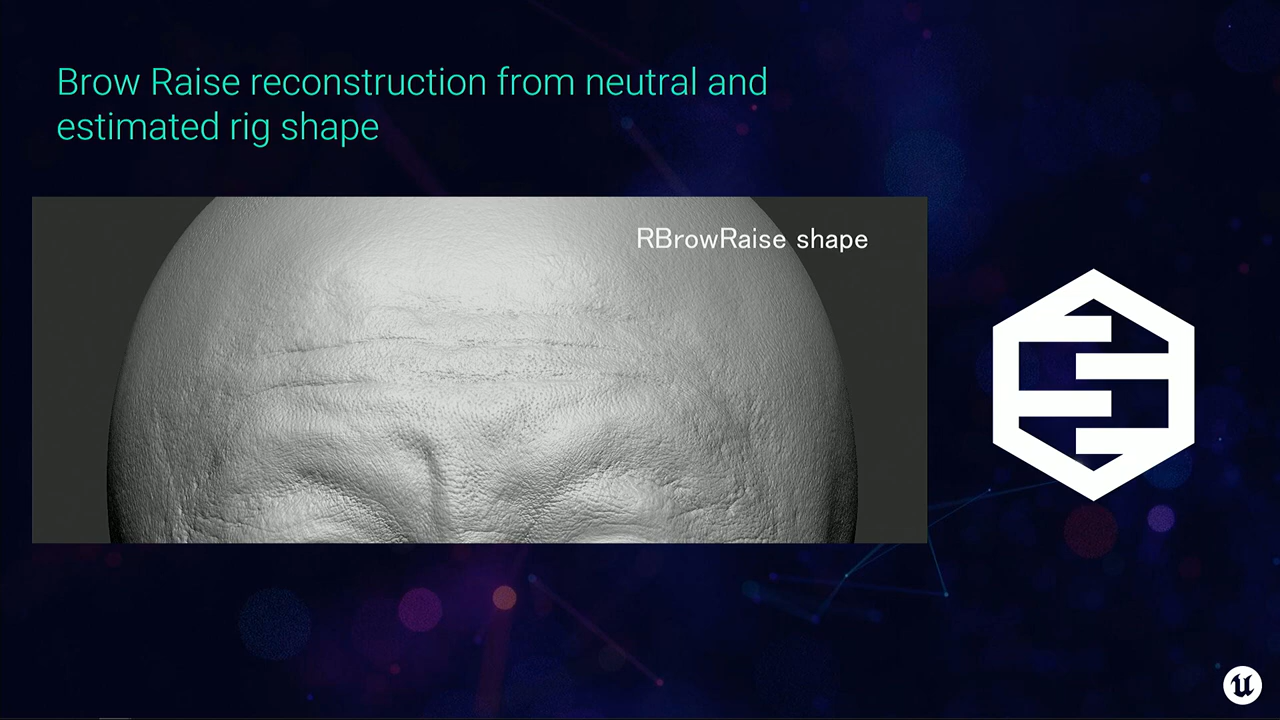 Brow Raise reconstruction from neutral and
estimated rig shape
RBrowRaise shape